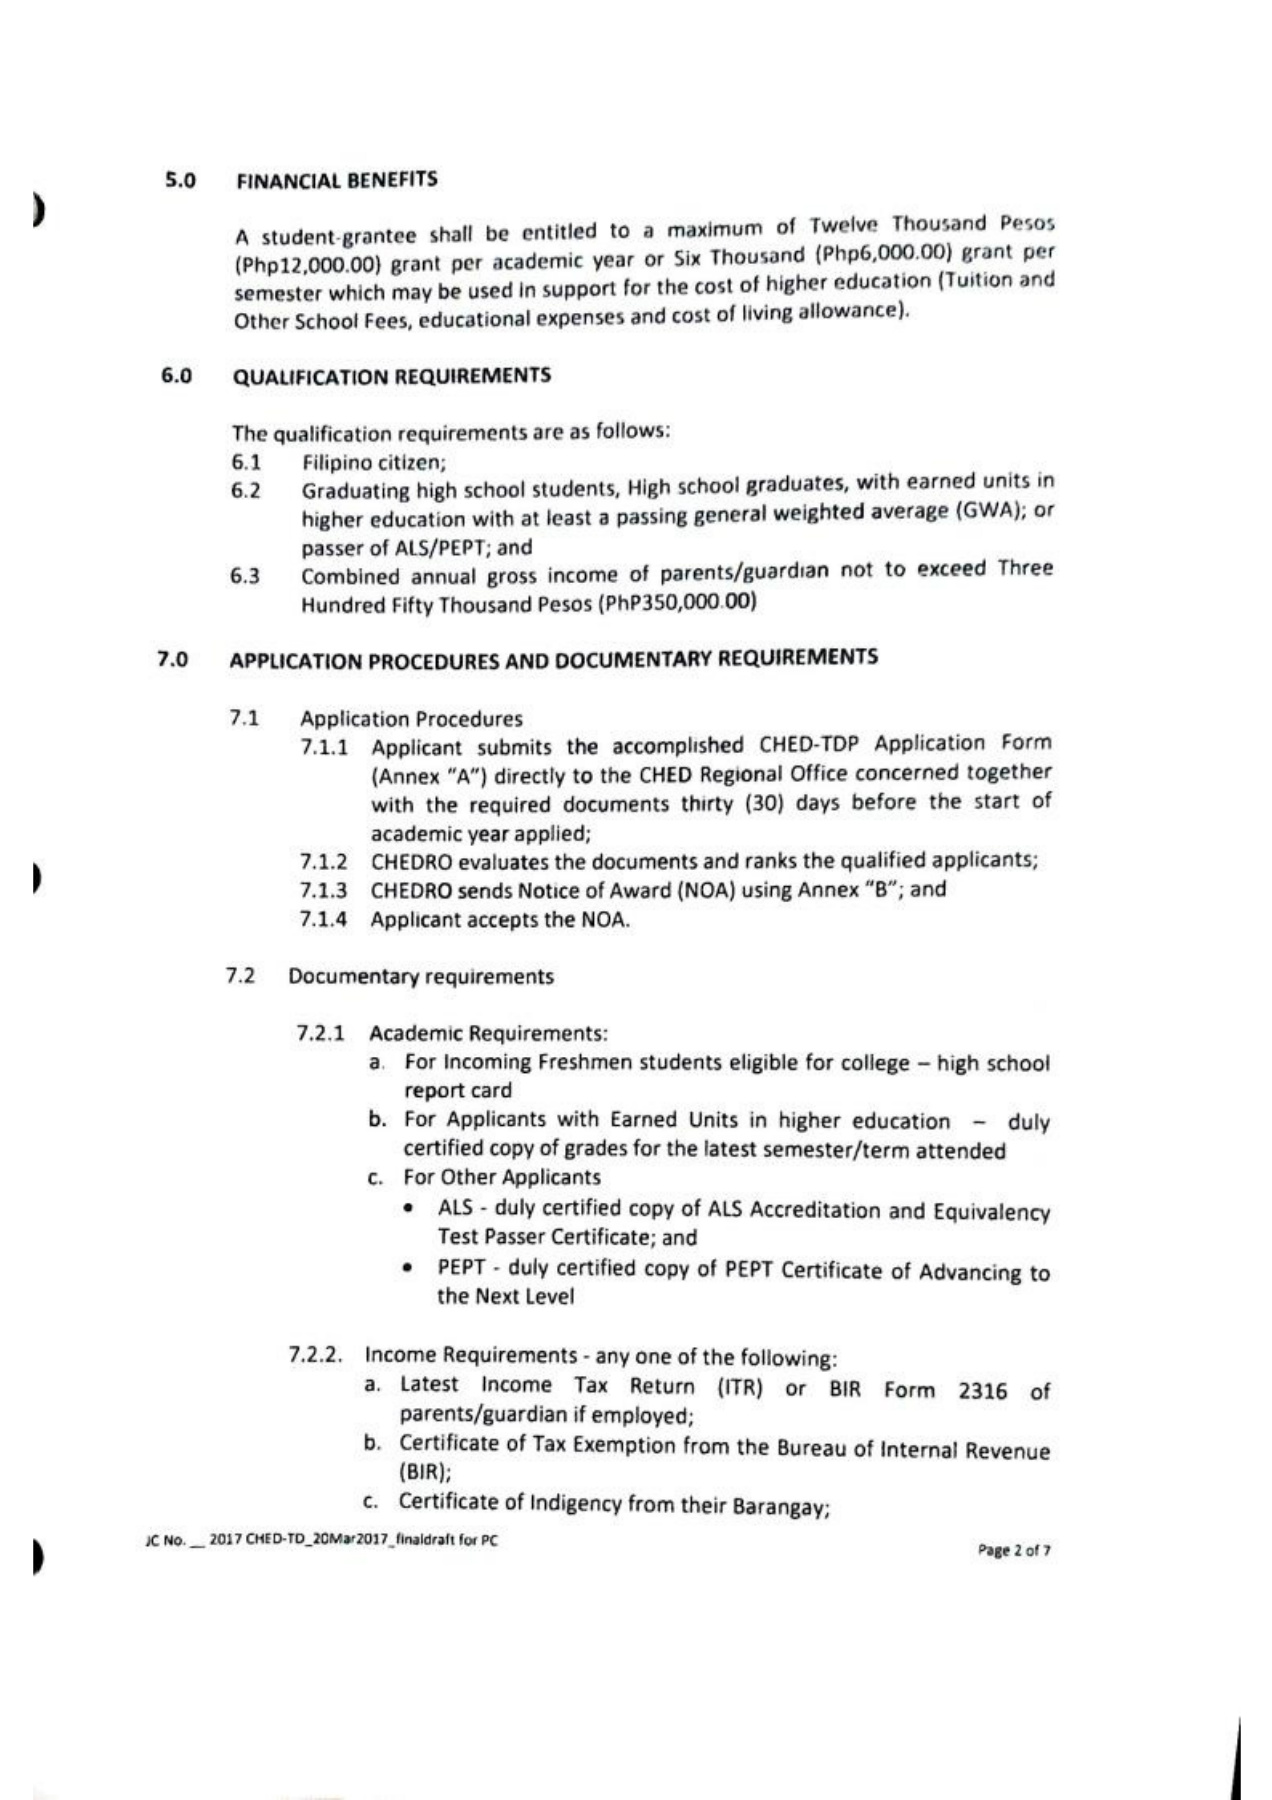 5.0 FINANCIAL BENEFITS
A student-grantee shall be entitled to a maximum of Twelve Thousand Pesos
(Php12,000.00) grant per academic year or Six Thousand (Php6,000.00) grant per
semester which may be used in support for the cost of higher education (Tuition and
Other School Fees, educational expenses and cost of living allowance).
6.0 QUALIFICATION REQUIREMENTS
The qualification requirements are as follows:
6.1 Filipino citizen;
6.2 Graduating high school students, High school graduates, with earned units in
higher education with at least a passing general weighted average (GWA); or
passer of ALS/PEPT; and
6.3 Combined annual gross income of parents/guardian not to exceed Three
Hundred Fifty Thousand Pesos (PhP350,000.00)
7.0 APPLICATION PROCEDURES AND DOCUMENTARY REQUIREMENTS
7.1 Application Procedures
7.1.1 Applicant submits the accomplished CHED-TDP Application Form
(Annex “A”) directly to the CHED Regional Office concerned together
with the required documents thirty (30) days before the start of
academic year applied;
7.1.2 CHEDRO evaluates the documents and ranks the qualified applicants;
7.1.3 CHEDRO sends Notice of Award (NOA) using Annex “B”; and
7.1.4 Applicant accepts the NOA.
7.2 Documentary requirements
7.2.1 Academic Requirements:
a. For Incoming Freshmen students eligible for college – high school
report card
b. For Applicants with Earned Units in higher education – duly
certified copy of grades for the latest semester/term attended
c. For Other Applicants
• ALS - duly certified copy of ALS Accreditation and Equivalency
Test Passer Certificate; and
• PEPT - duly certified copy of PEPT Certificate of Advancing to
the Next Level
7.2.2. Income Requirements - any one of the following:
a. Latest Income Tax Return (ITR) or BIR Form 2316 of
parents/guardian if employed;
b. Certificate of Tax Exemption from the Bureau of Internal Revenue
(BIR);
c. Certificate of Indigency from their Barangay;
JC No. __ 2017 CHED-TD_20Mar2017_finaldraft for PC
Page 2 of 7